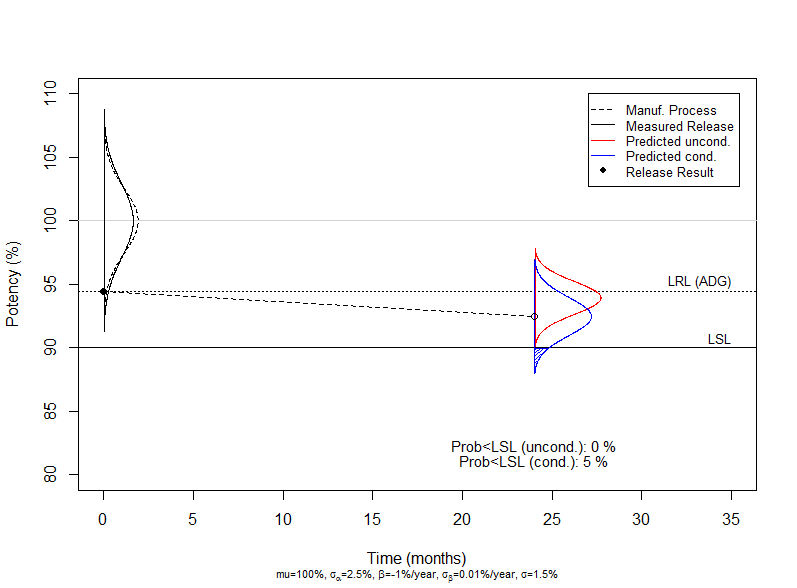 Manuf. Process
Measured Release
Predicted uncond.
Predicted cond.
Release Result
110
105
100
95
90
85
80
Potency (%)
LRL (ADG)
LSL
Prob<LSL (uncond.): 0 %
Prob<LSL (cond.): 5 %
0 5 10 15 20 25 30 35
Time (months)
mu=100%, σα=2.5%, β=-1%/year, σβ=0.01%/year, σ=1.5%